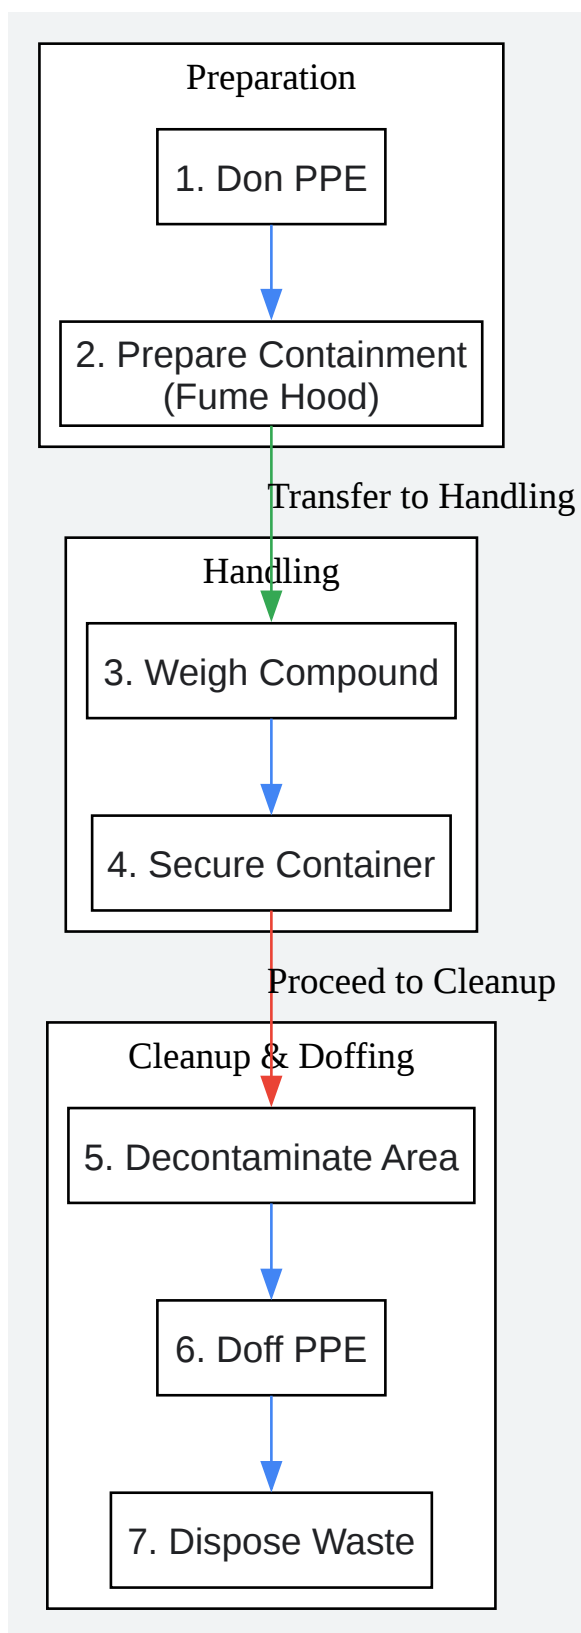 Preparation
1. Don PPE
2. Prepare Containment
(Fume Hood)
Transfer to Handling
Handling
3. Weigh Compound
4. Secure Container
Proceed to Cleanup
Cleanup & Doffing
5. Decontaminate Area
6. Doff PPE
7. Dispose Waste